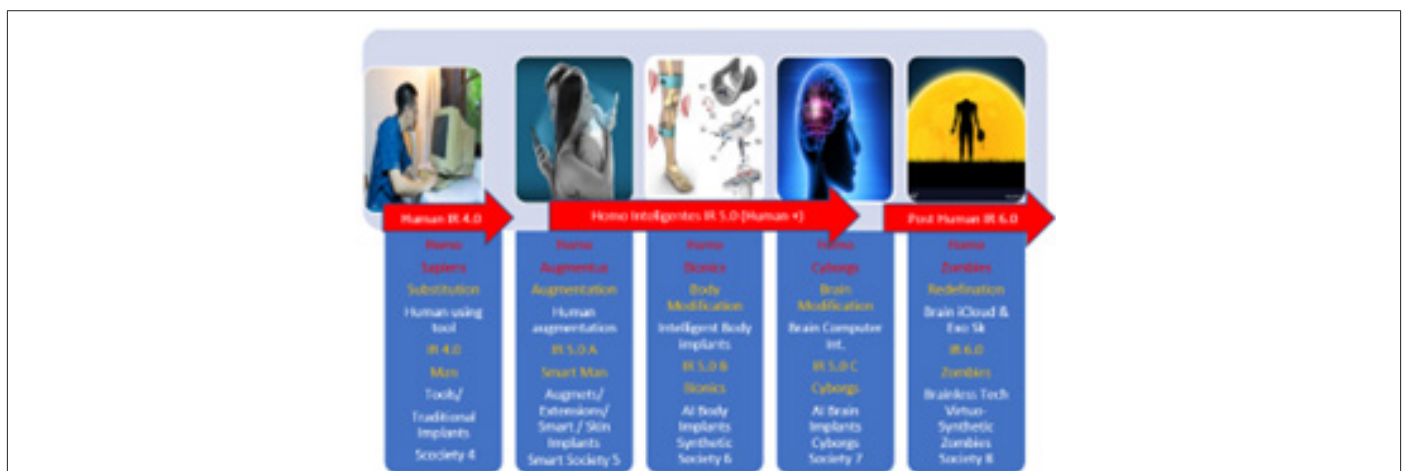 Human IR 4.0
Homo Intelligentes IR 5.0 (Human +)
Post Human IR 6.0
Homo
Sapiens
Substitution
Human using
tool
IR 4.0
Man
Tools/
Traditional
Implants
Scociety 4
Homo
Augmentus
Augmentation
Human
augmentation
IR 5.0 A
Smart Man
Augmets/
Extensions/
Smart / Skin
Implants
Smart Society 5
Homo
Bionics
Body
Modification
Intelligent Body
implants
IR 5.0 B
Bionics
AI Body
Implants
Synthetic
Society 6
Homo
Cyborgs
Brain
Modification
Brain Computer
Int.
IR 5.0 C
Cyborgs
AI Brain
Implants
Cyborgs
Society 7
Homo
Zombies
Redefination
Brain iCloud &
Exo Sk
IR 6.0
Zombies
Brainless Tech
Virtuo-
Synthetic
Zombies
Society 8